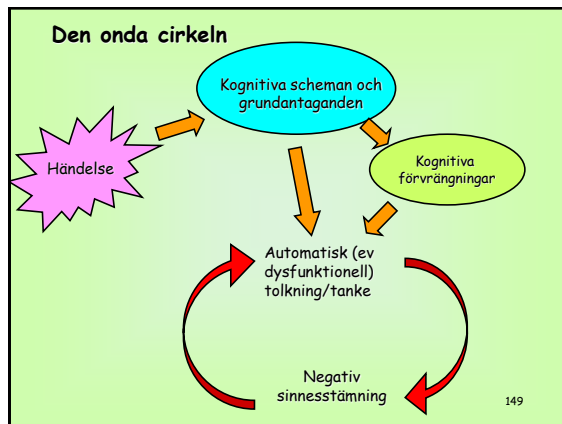 Den onda cirkeln
Kognitiva scheman och
grundantaganden
Händelse
Kognitiva
förvrängningar
Automatisk (ev
dysfunktionell)
tolkning/tanke
Negativ
sinnesstämning
149